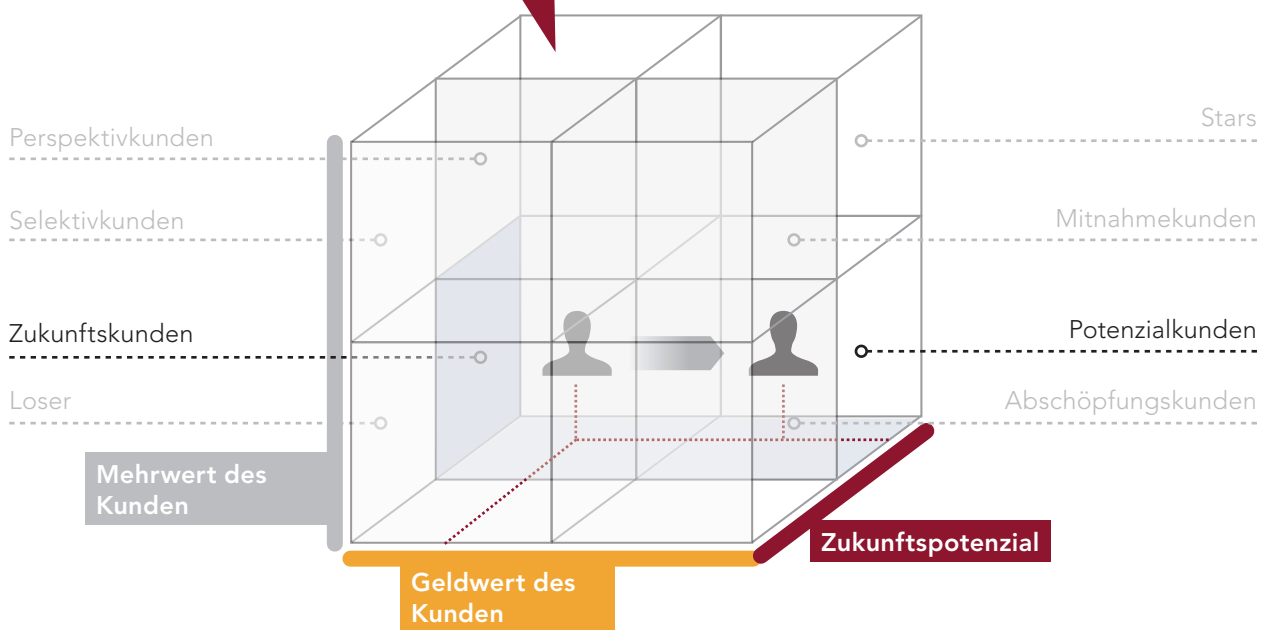 Perspektivkunden
Stars
Selektivkunden
Mitnahmekunden
Zukunftskunden
Potenzialkunden
Loser
Abschöpfungskunden
Mehrwert des
Kunden
Zukunftspotenzial
Geldwert des
Kunden